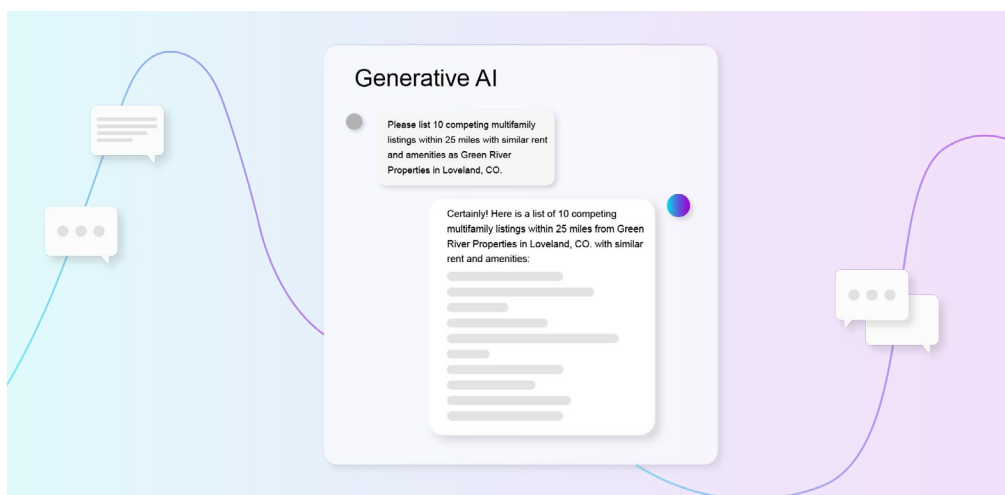 Generative AI
Please list 10 competing multifamily
listings within 25 miles with similar rent
and amenities as Green River
Properties in Loveland, CO.
Certainly! Here is a list of 10 competing
multifamily listings within 25 miles from Green
River Properties in Loveland, CO. with similar
rent and amenities: